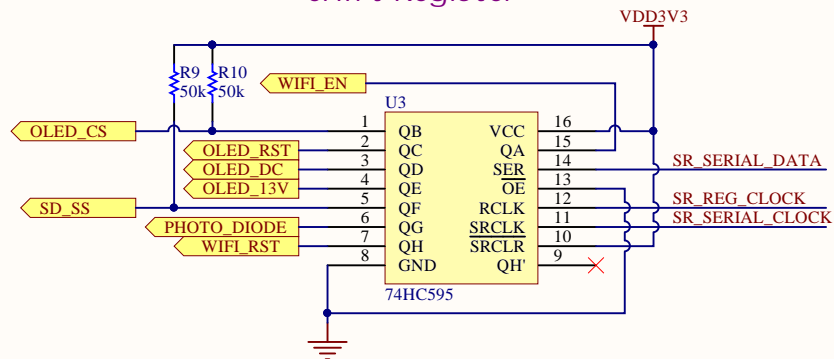 VDD3V3
R9
50k
R10
50k
WIFI_EN
U3
OLED_CS
1 QB VCC 16
OLED_RST
2 QC QA 15
OLED_DC
3 QD SER 14
SR_SERIAL_DATA
OLED_13V
4 QE OE 13
SD_SS
5 QF RCLK 12
SR_REG_CLOCK
PHOTO_DIODE
6 QG SRCLK 11
SR_SERIAL_CLOCK
WIFI_RST
7 QH SRCLR 10
8 GND QH' 9
74HC595